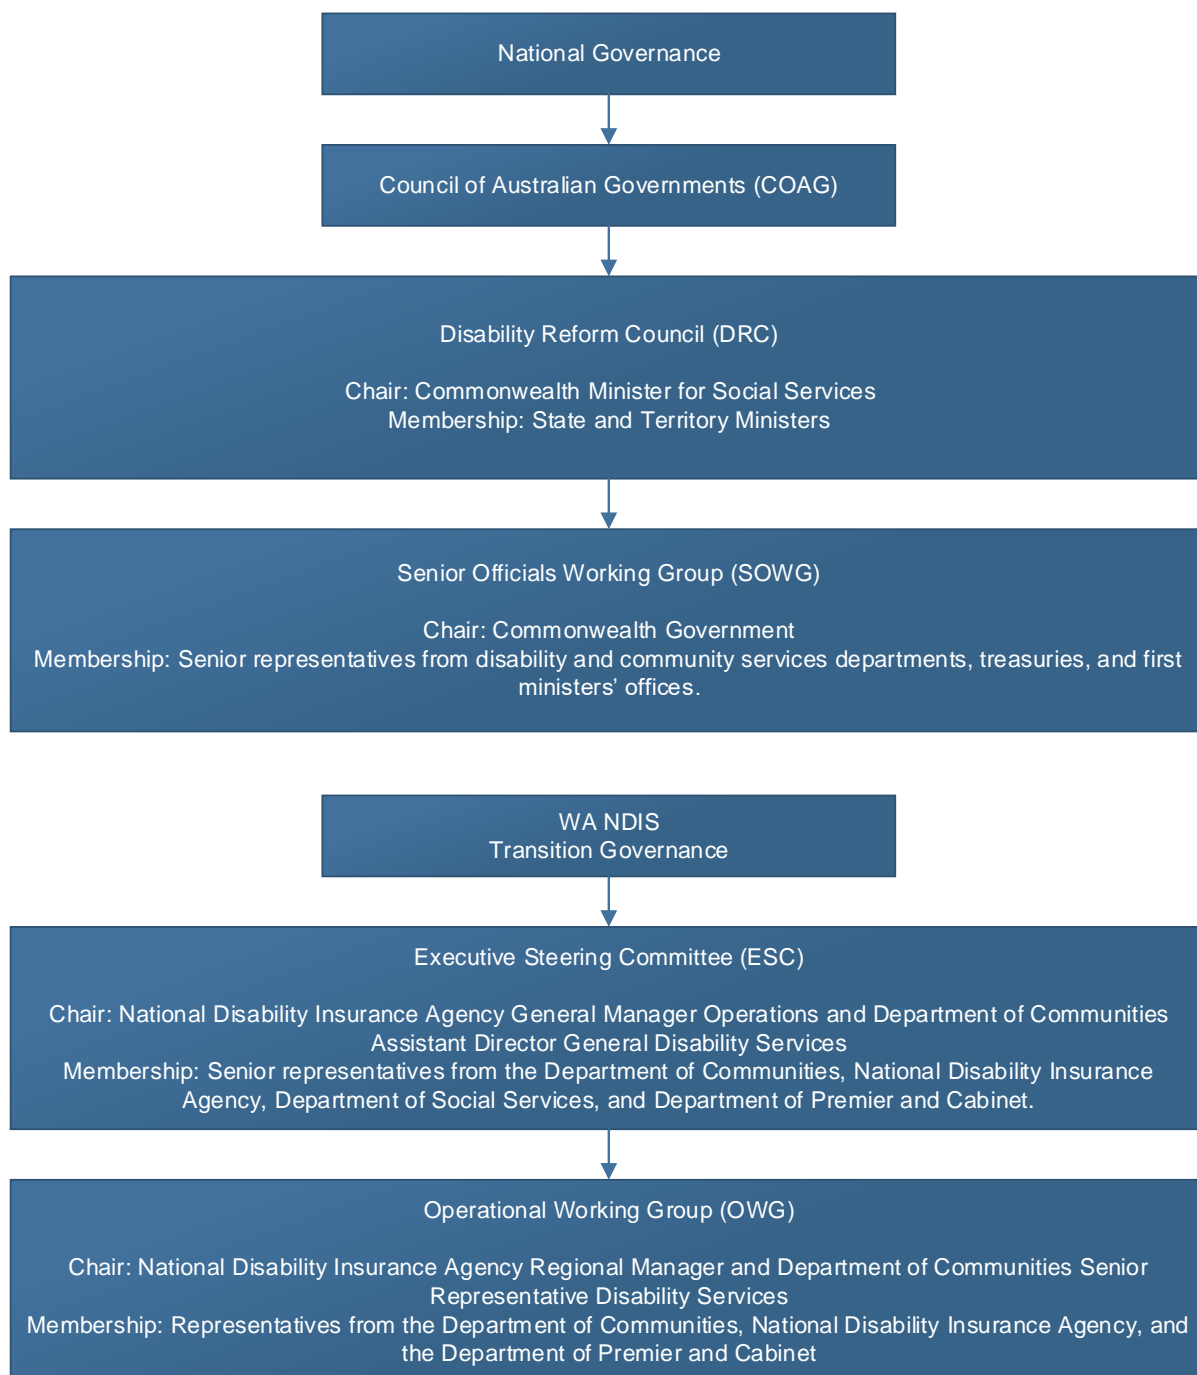 National Governance
Council of Australian Governments (COAG)
Disability Reform Council (DRC)
Chair: Commonwealth Minister for Social Services
Membership: State and Territory Ministers
Senior Officials Working Group (SOWG)
Chair: Commonwealth Government
Membership: Senior representatives from disability and community services departments, treasuries, and first
ministers’ offices.
WA NDIS
Transition Governance
Executive Steering Committee (ESC)
Chair: National Disability Insurance Agency General Manager Operations and Department of Communities
Assistant Director General Disability Services
Membership: Senior representatives from the Department of Communities, National Disability Insurance
Agency, Department of Social Services, and Department of Premier and Cabinet.
Operational Working Group (OWG)
Chair: National Disability Insurance Agency Regional Manager and Department of Communities Senior
Representative Disability Services
Membership: Representatives from the Department of Communities, National Disability Insurance Agency, and
the Department of Premier and Cabinet